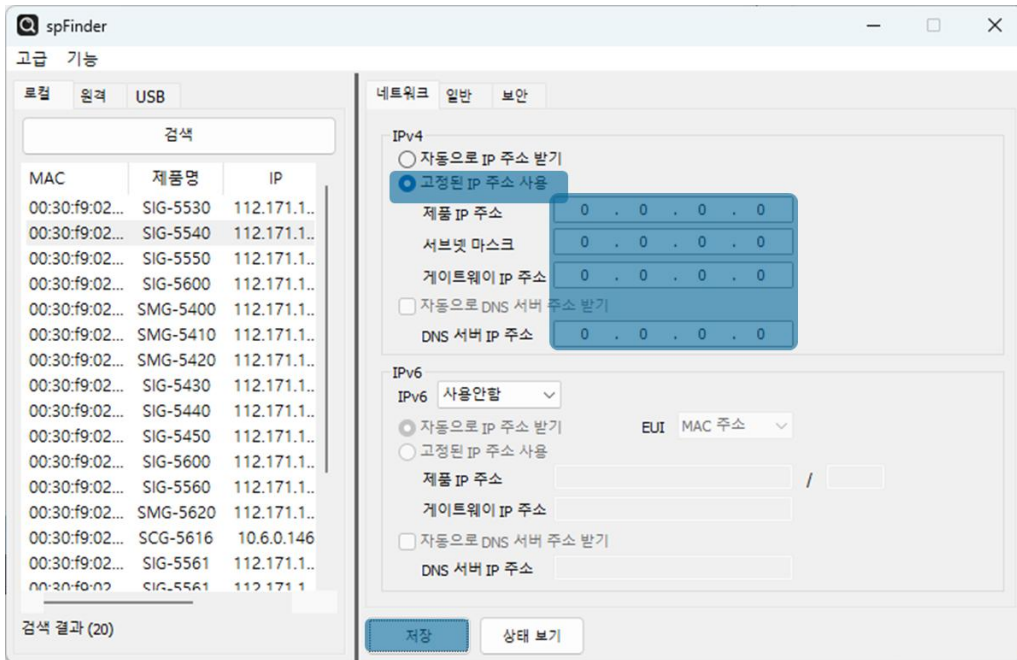 spFinder
고급 기능
로컬 원격 USB
검색
MAC 제품명 IP
00:30:f9:02... SIG-5530 112.171.1..
00:30:f9:02... SIG-5540 112.171.1..
00:30:f9:02... SIG-5550 112.171.1..
00:30:f9:02... SIG-5600 112.171.1..
00:30:f9:02... SMG-5400 112.171.1..
00:30:f9:02... SMG-5410 112.171.1..
00:30:f9:02... SMG-5420 112.171.1..
00:30:f9:02... SIG-5430 112.171.1..
00:30:f9:02... SIG-5440 112.171.1..
00:30:f9:02... SIG-5450 112.171.1..
00:30:f9:02... SIG-5600 112.171.1..
00:30:f9:02... SIG-5560 112.171.1..
00:30:f9:02... SMG-5620 112.171.1..
00:30:f9:02... SCG-5616 10.6.0.146
00:30:f9:02... SIG-5561 112.171.1..
00:30:f9:02... SIG-5561 112.171.1
검색 결과 (20)
네트워크 일반 보안
IPv4
자동으로 IP 주소 받기
고정된 IP 주소 사용
제품 IP 주소 0 . 0 . 0 . 0
서브넷 마스크 0 . 0 . 0 . 0
게이트웨이 IP 주소 0 . 0 . 0 . 0
자동으로 DNS 서버 주소 받기
DNS 서버 IP 주소 0 . 0 . 0 . 0
IPv6
IPv6 사용안함
자동으로 IP 주소 받기 EUI MAC 주소
고정된 IP 주소 사용
제품 IP 주소 /
게이트웨이 IP 주소
자동으로 DNS 서버 주소 받기
DNS 서버 IP 주소
저장 상태 보기